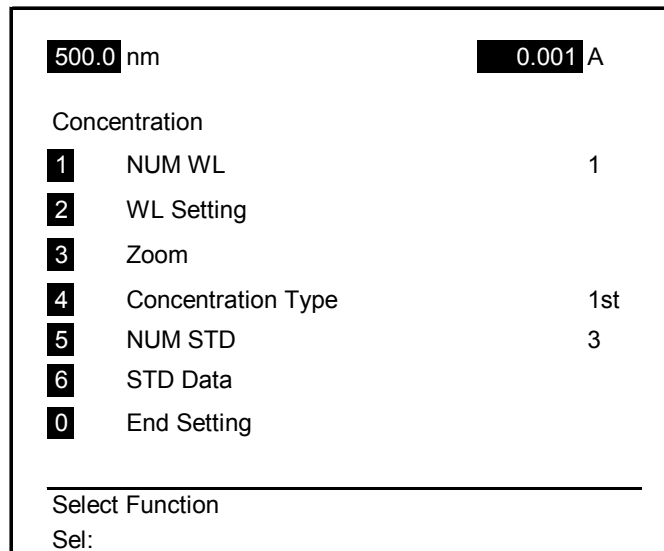 500.0 nm 0.001 A
Concentration
1 NUM WL 1
2 WL Setting
3 Zoom
4 Concentration Type 1st
5 NUM STD 3
6 STD Data
0 End Setting
Select Function
Sel: